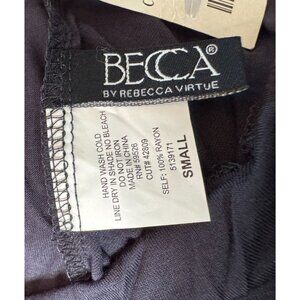 BECCA®
BY REBECCA VIRTUE
HAND WASH COLD
LINE DRY IN SHADE NO BLEACH
DO NOT IRON
MADE IN CHINA
RN# 59526
CUT# 42809
SELF: 100% RAYON
5139171
SMALL